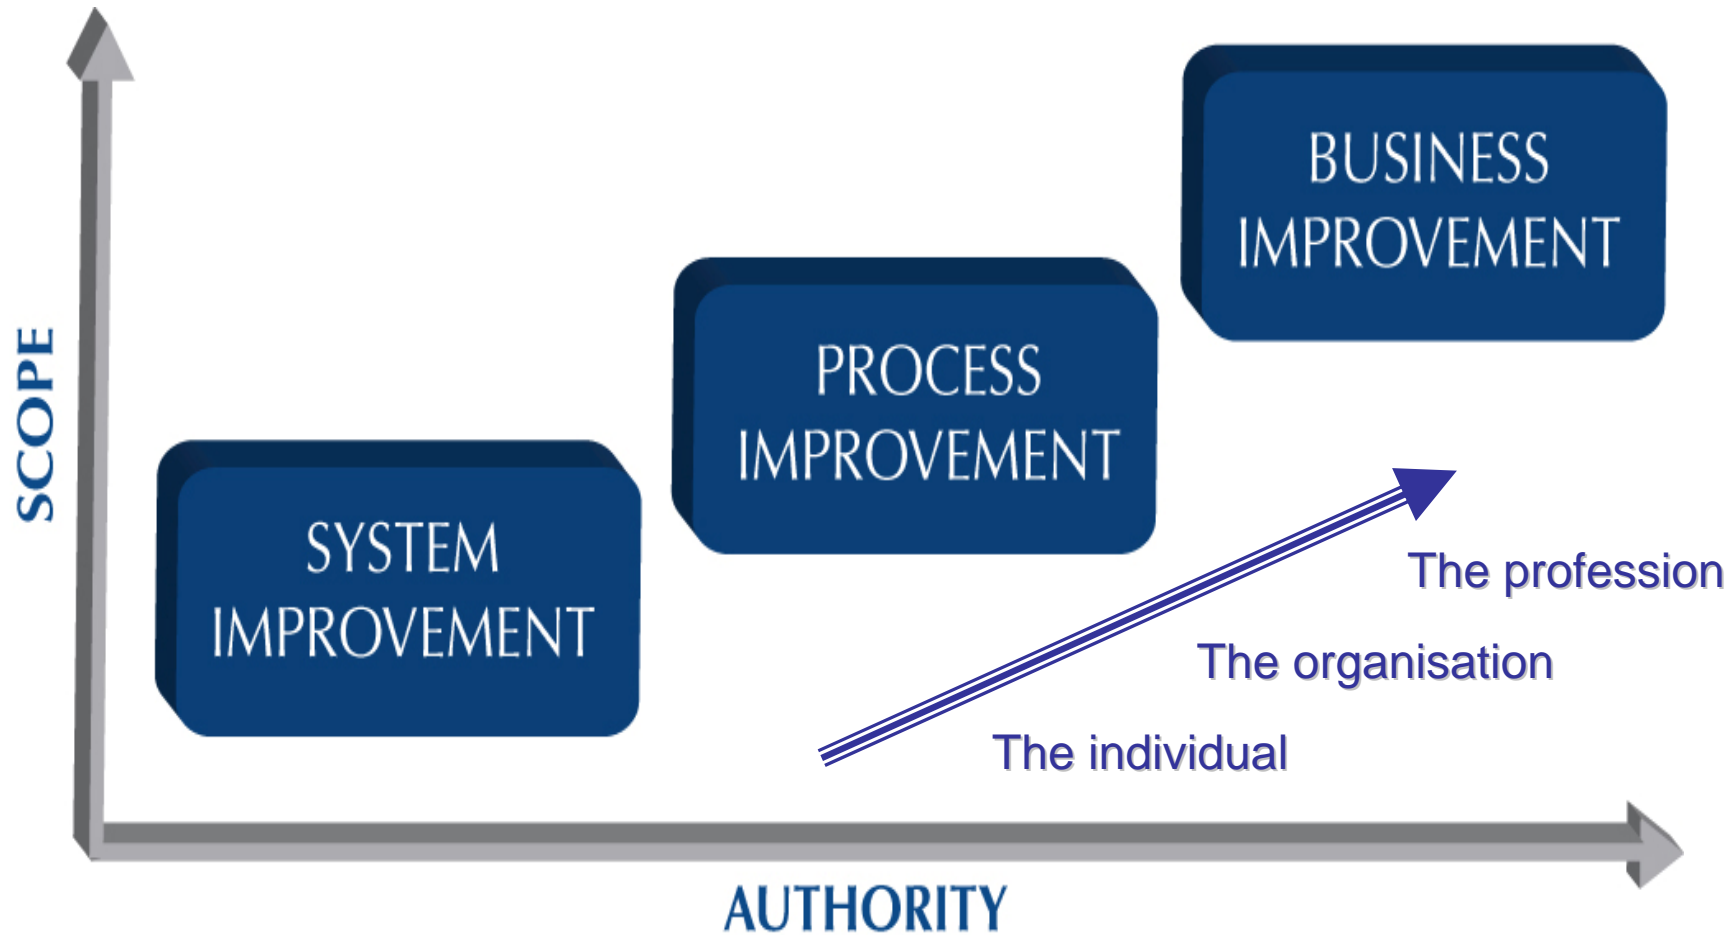 BUSINESS
IMPROVEMENT
PROCESS
IMPROVEMENT
SCOPE
SYSTEM
IMPROVEMENT
The profession
The organisation
The individual
AUTHORITY